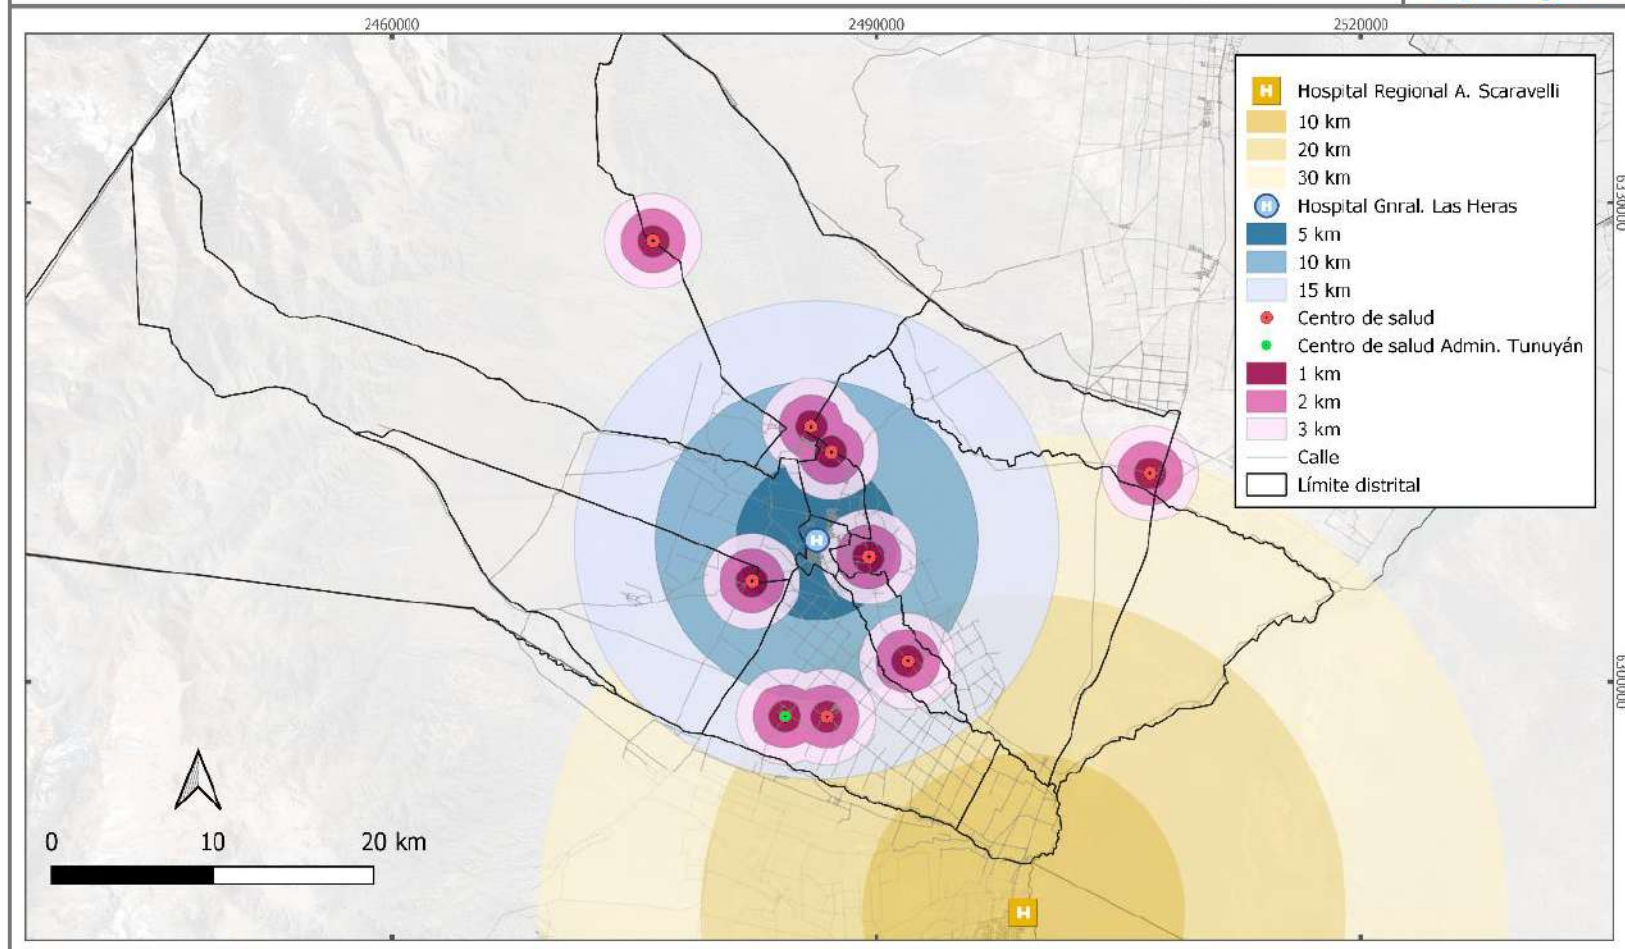 2460000 2490000 2520000
H Hospital Regional A. Scaravelli
10 km
20 km
30 km
H Hospital Gnral. Las Heras
5 km
10 km
15 km
Centro de salud
Centro de salud Admin. Tunuyán
1 km
2 km
3 km
Calle
Límite distrital
6330000
6300000
H
H
0 10 20 km